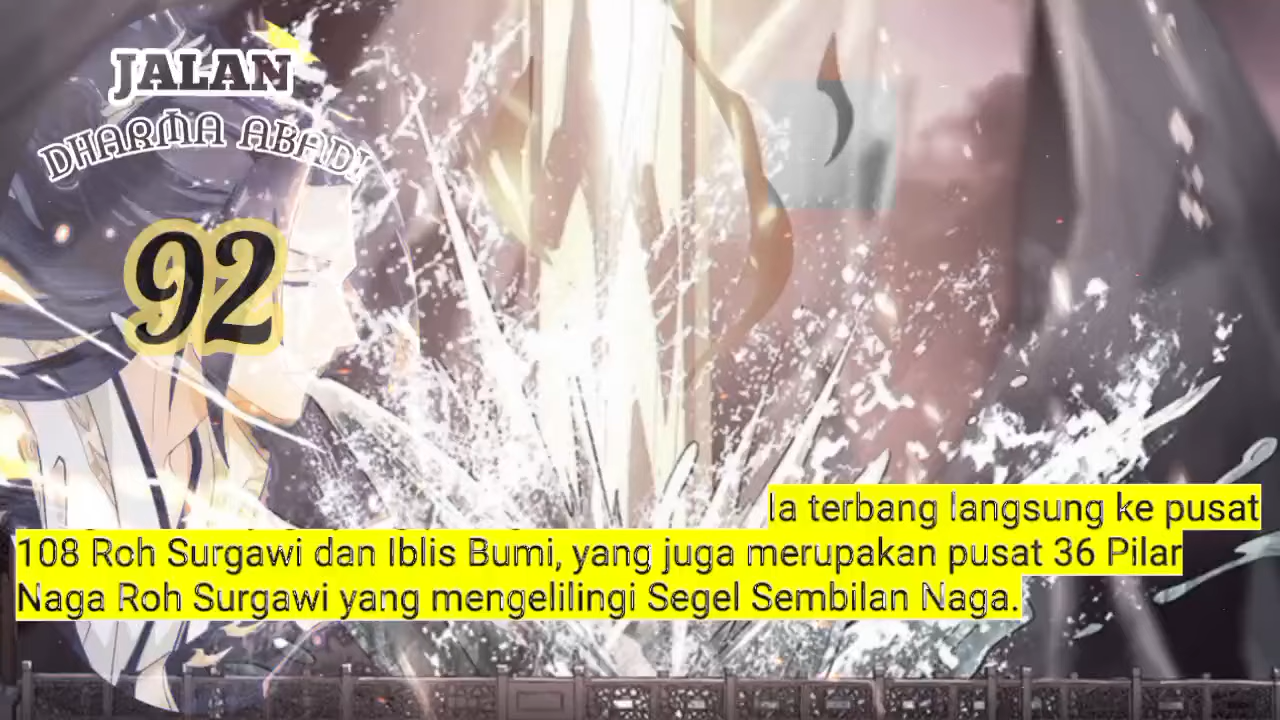 JALAN
DHARMA ABADI
92
Ia terbang langsung ke pusat
108 Roh Surgawi dan Iblis Bumi, yang juga merupakan pusat 36 Pilar
Naga Roh Surgawi yang mengelilingi Segel Sembilan Naga.